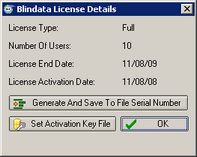 Blindata License Details
License Type: Full
Number Of Users: 10
License End Date: 11/08/09
License Activation Date: 11/08/08
Generate And Save To File Serial Number
Set Activation Key File
OK